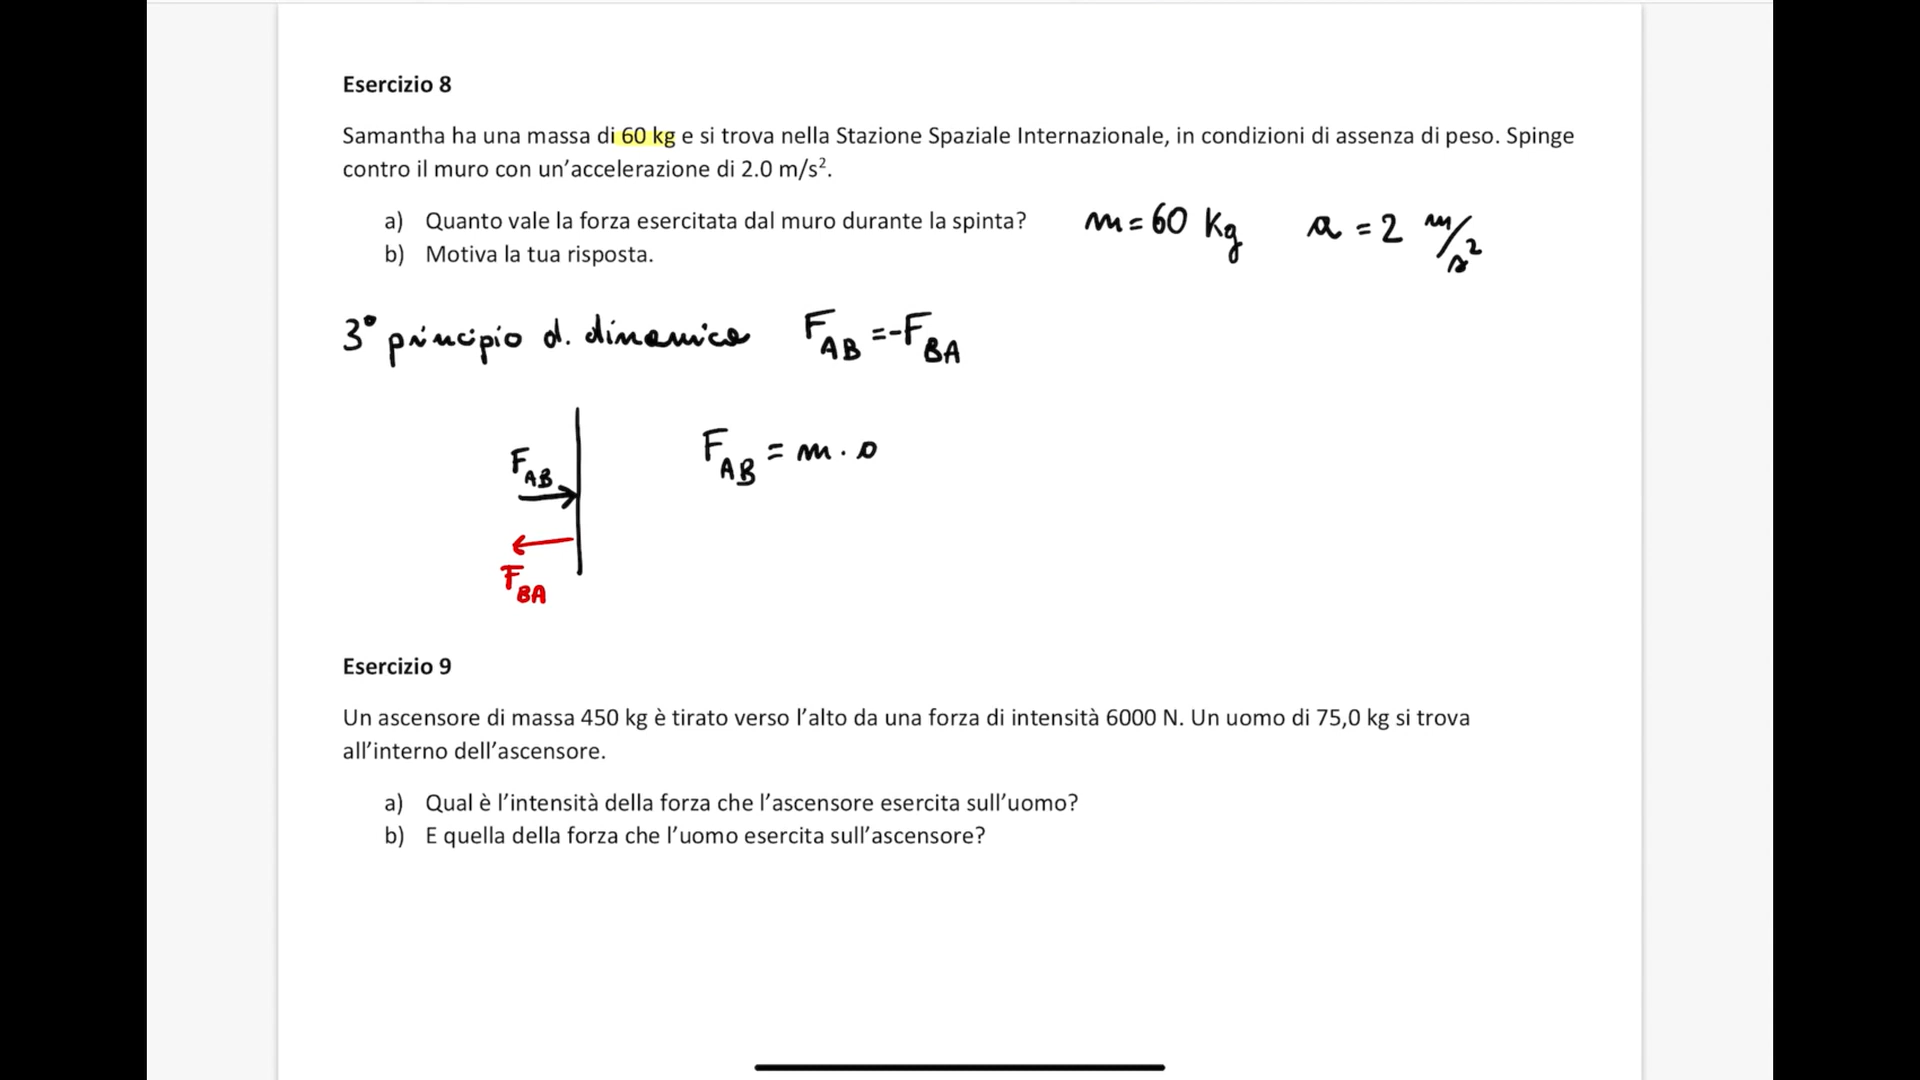 Esercizio 8
Samantha ha una massa di 60 kg e si trova nella Stazione Spaziale Internazionale, in condizioni di assenza di peso. Spinge
contro il muro con un’accelerazione di 2.0 m/s².
a) Quanto vale la forza esercitata dal muro durante la spinta?
m = 60 Kg a = 2 m/s²
b) Motiva la tua risposta.
3° principio d. dinamica F_AB = -F_BA
F_AB
F_AB = m · a
F_BA
Esercizio 9
Un ascensore di massa 450 kg è tirato verso l’alto da una forza di intensità 6000 N. Un uomo di 75,0 kg si trova
all’interno dell’ascensore.
a) Qual è l’intensità della forza che l’ascensore esercita sull’uomo?
b) E quella della forza che l’uomo esercita sull’ascensore?